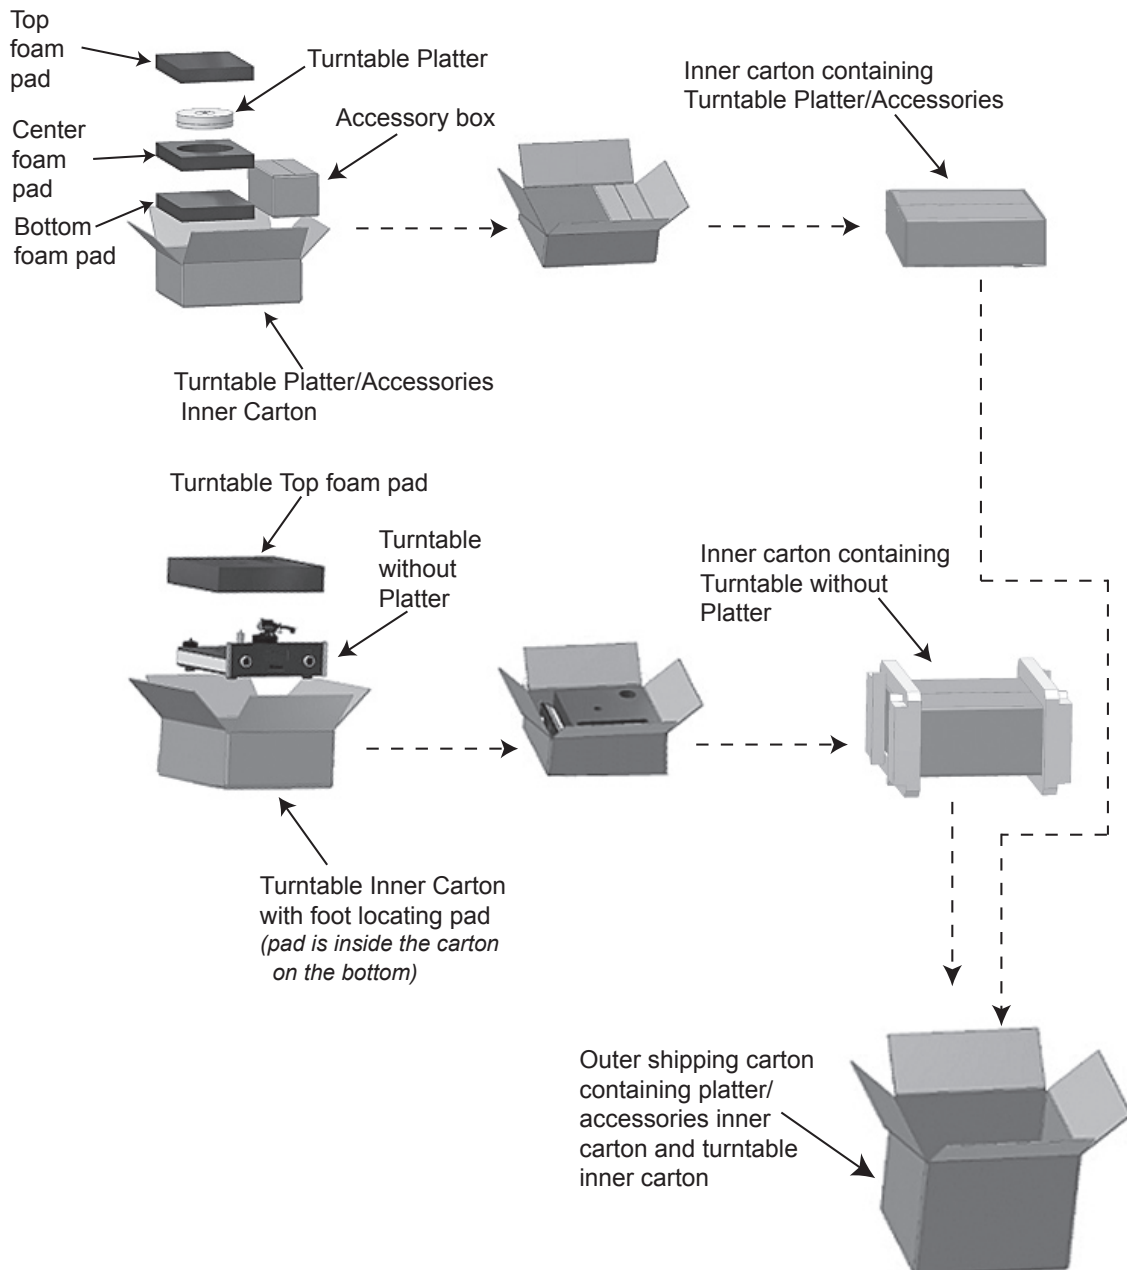 Top
foam
pad
Turntable Platter
Inner carton containing
Turntable Platter/Accessories
Center
foam
pad
Accessory box
Bottom
foam pad
Turntable Platter/Accessories
Inner Carton
Turntable Top foam pad
Turntable
without
Platter
Inner carton containing
Turntable without
Platter
Turntable Inner Carton
with foot locating pad
(pad is inside the carton
on the bottom)
Outer shipping carton
containing platter/
accessories inner
carton and turntable
inner carton